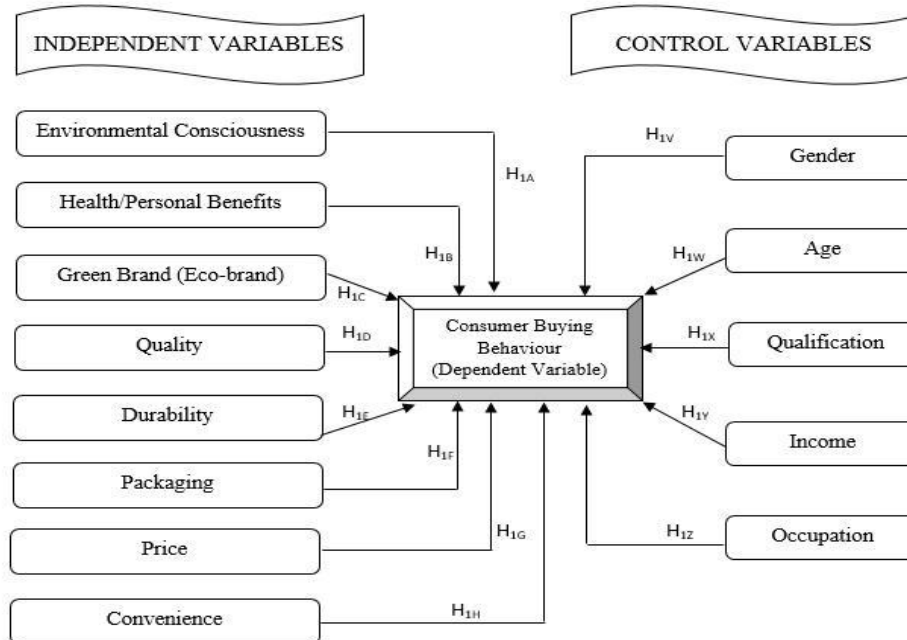 INDEPENDENT VARIABLES
CONTROL VARIABLES
Environmental Consciousness
Health/Personal Benefits
Green Brand (Eco-brand)
Quality
Durability
Packaging
Price
Convenience
H1A
H1B
H1C
H1D
H1E
H1F
H1G
H1H
Consumer Buying
Behaviour
(Dependent Variable)
H1V
H1W
H1X
H1Y
H1Z
Gender
Age
Qualification
Income
Occupation